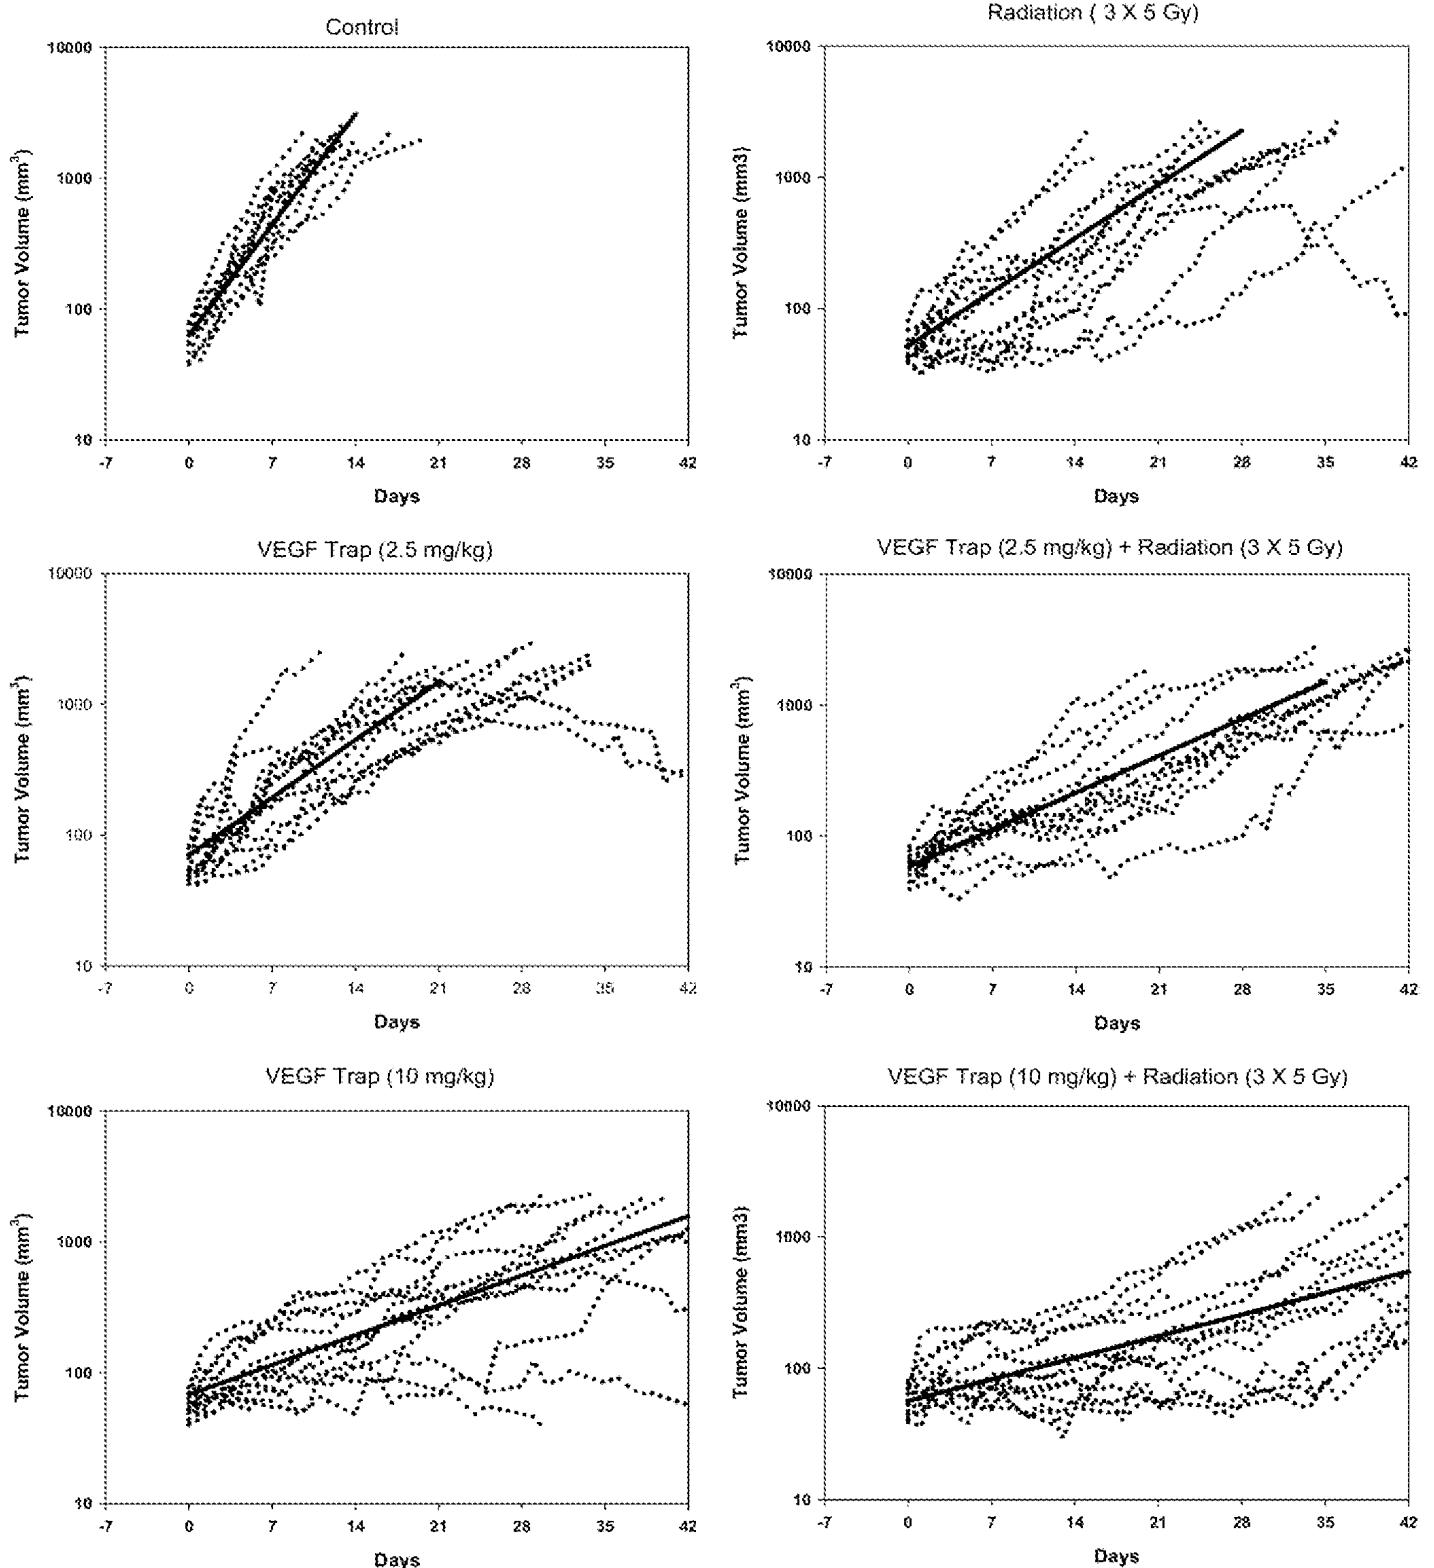 Control
10000
1000
100
10
-7 0 7 14 21 28 35 42
Tumor Volume (mm³)
Days
Radiation ( 3 X 5 Gy)
10000
1000
100
10
-7 0 7 14 21 28 35 42
Tumor Volume (mm3)
Days
VEGF Trap (2.5 mg/kg)
10000
1000
100
10
-7 0 7 14 21 28 35 42
Tumor Volume (mm³)
Days
VEGF Trap (2.5 mg/kg) + Radiation (3 X 5 Gy)
10000
1000
100
10
-7 0 7 14 21 28 35 42
Tumor Volume (mm³)
Days
VEGF Trap (10 mg/kg)
10000
1000
100
10
-7 0 7 14 21 28 35 42
Tumor Volume (mm³)
Days
VEGF Trap (10 mg/kg) + Radiation (3 X 5 Gy)
10000
1000
100
10
-7 0 7 14 21 28 35 42
Tumor Volume (mm3)
Days